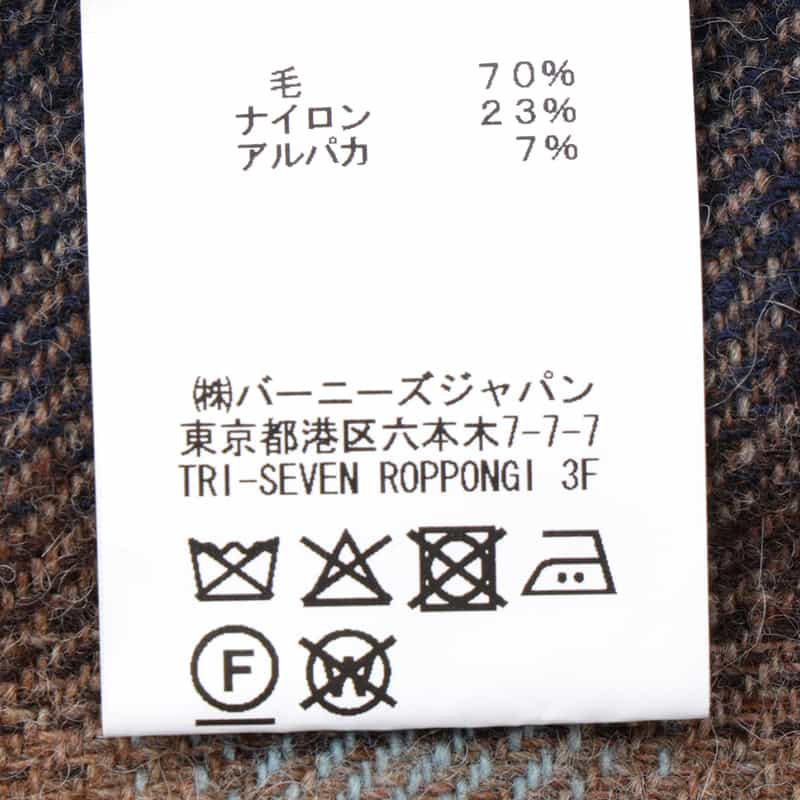 毛 70%
ナイロン 23%
アルパカ 7%
㈱バーニーズジャパン
東京都港区六本木7-7-7
TRI-SEVEN ROPPONGI 3F
F W